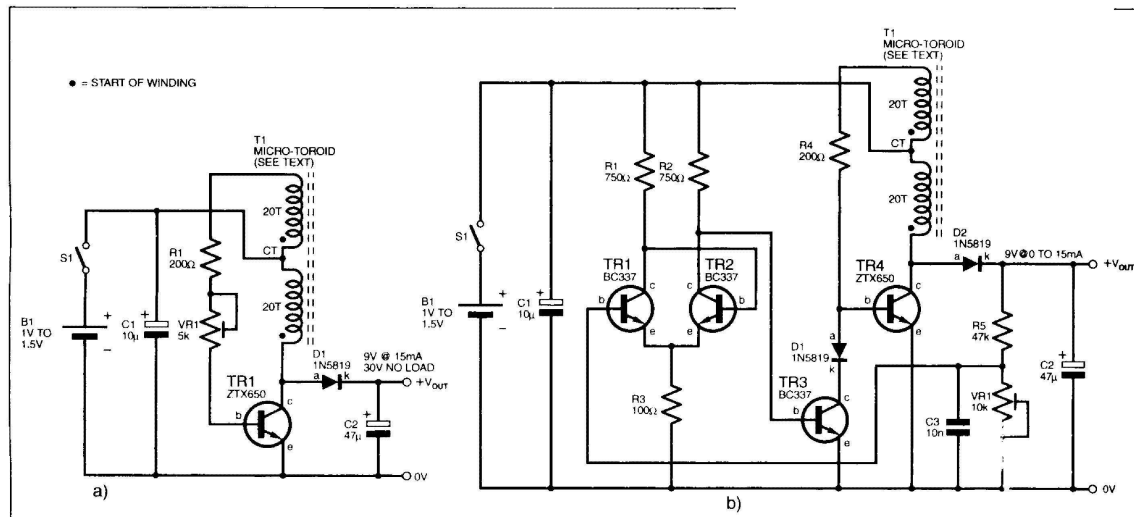 ● = START OF WINDING
T1
MICRO-TOROID
(SEE TEXT)
20T
CT
20T
S1
R1
200Ω
VR1
5k
B1
1V TO
1.5V
+
−
+
C1
10µ
D1
1N5819
a
k
9V @ 15mA
30V NO LOAD
+VOUT
TR1
ZTX650
b
c
e
+
C2
47µ
0V
a)
T1
MICRO-TOROID
(SEE TEXT)
20T
CT
20T
R4
200Ω
R1
750Ω
R2
750Ω
S1
B1
1V TO
1.5V
+
−
+
C1
10µ
TR1
BC337
b
c
e
TR2
BC337
c
b
e
R3
100Ω
D1
1N5819
a
k
TR3
BC337
b
c
e
TR4
ZTX650
b
c
e
D2
1N5819
a
k
9V@0 TO 15mA
+VOUT
R5
47k
+
C2
47µ
VR1
10k
C3
10n
0V
b)